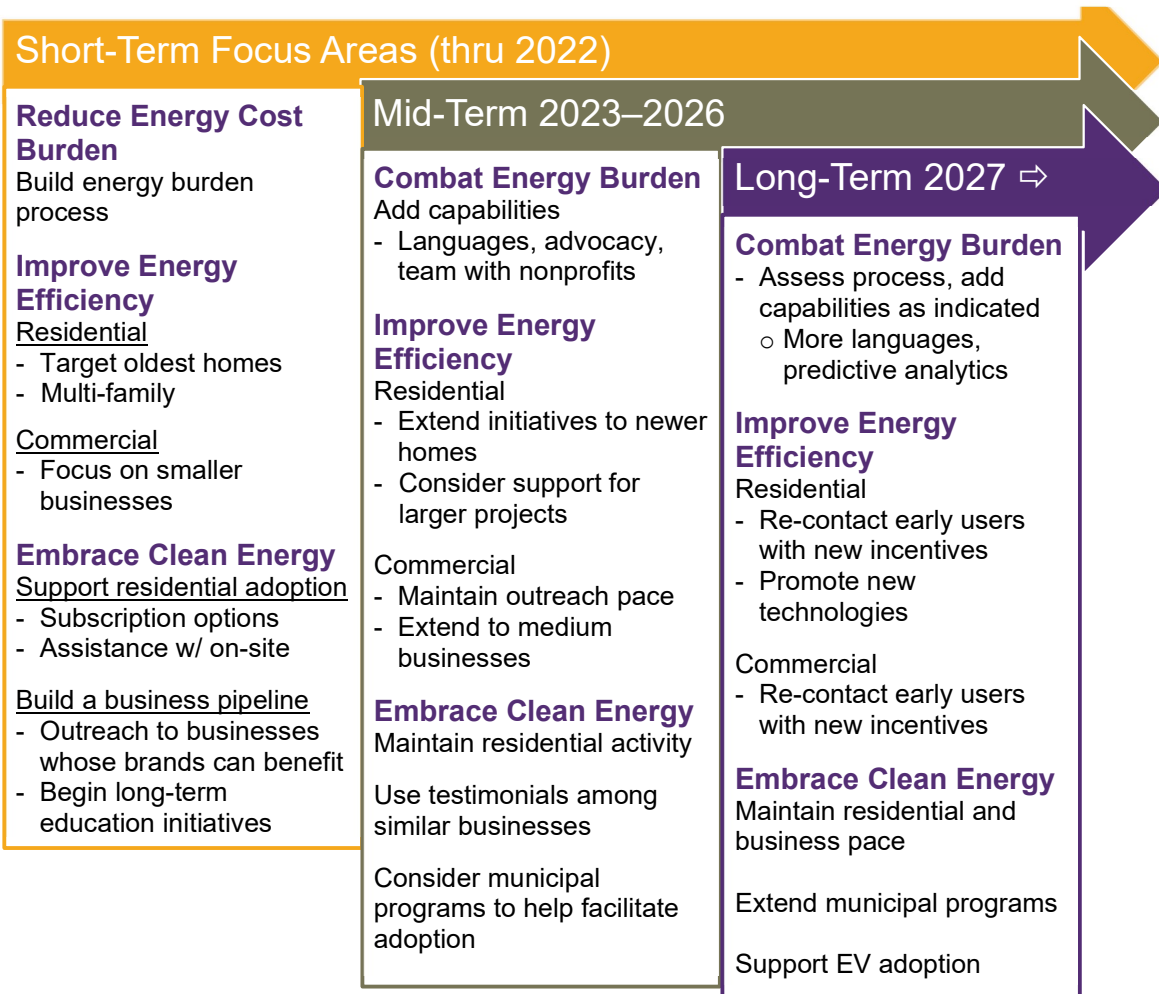 Short-Term Focus Areas (thru 2022)
Reduce Energy Cost
Burden
Build energy burden
process
Improve Energy
Efficiency
Residential
- Target oldest homes
- Multi-family
Commercial
- Focus on smaller
businesses
Embrace Clean Energy
Support residential adoption
- Subscription options
- Assistance w/ on-site
Build a business pipeline
- Outreach to businesses
whose brands can benefit
- Begin long-term
education initiatives
Mid-Term 2023–2026
Combat Energy Burden
Add capabilities
- Languages, advocacy,
team with nonprofits
Improve Energy
Efficiency
Residential
- Extend initiatives to newer
homes
- Consider support for
larger projects
Commercial
- Maintain outreach pace
- Extend to medium
businesses
Embrace Clean Energy
Maintain residential activity
Use testimonials among
similar businesses
Consider municipal
programs to help facilitate
adoption
Long-Term 2027 ⇨
Combat Energy Burden
- Assess process, add
capabilities as indicated
o More languages,
predictive analytics
Improve Energy
Efficiency
Residential
- Re-contact early users
with new incentives
- Promote new
technologies
Commercial
- Re-contact early users
with new incentives
Embrace Clean Energy
Maintain residential and
business pace
Extend municipal programs
Support EV adoption